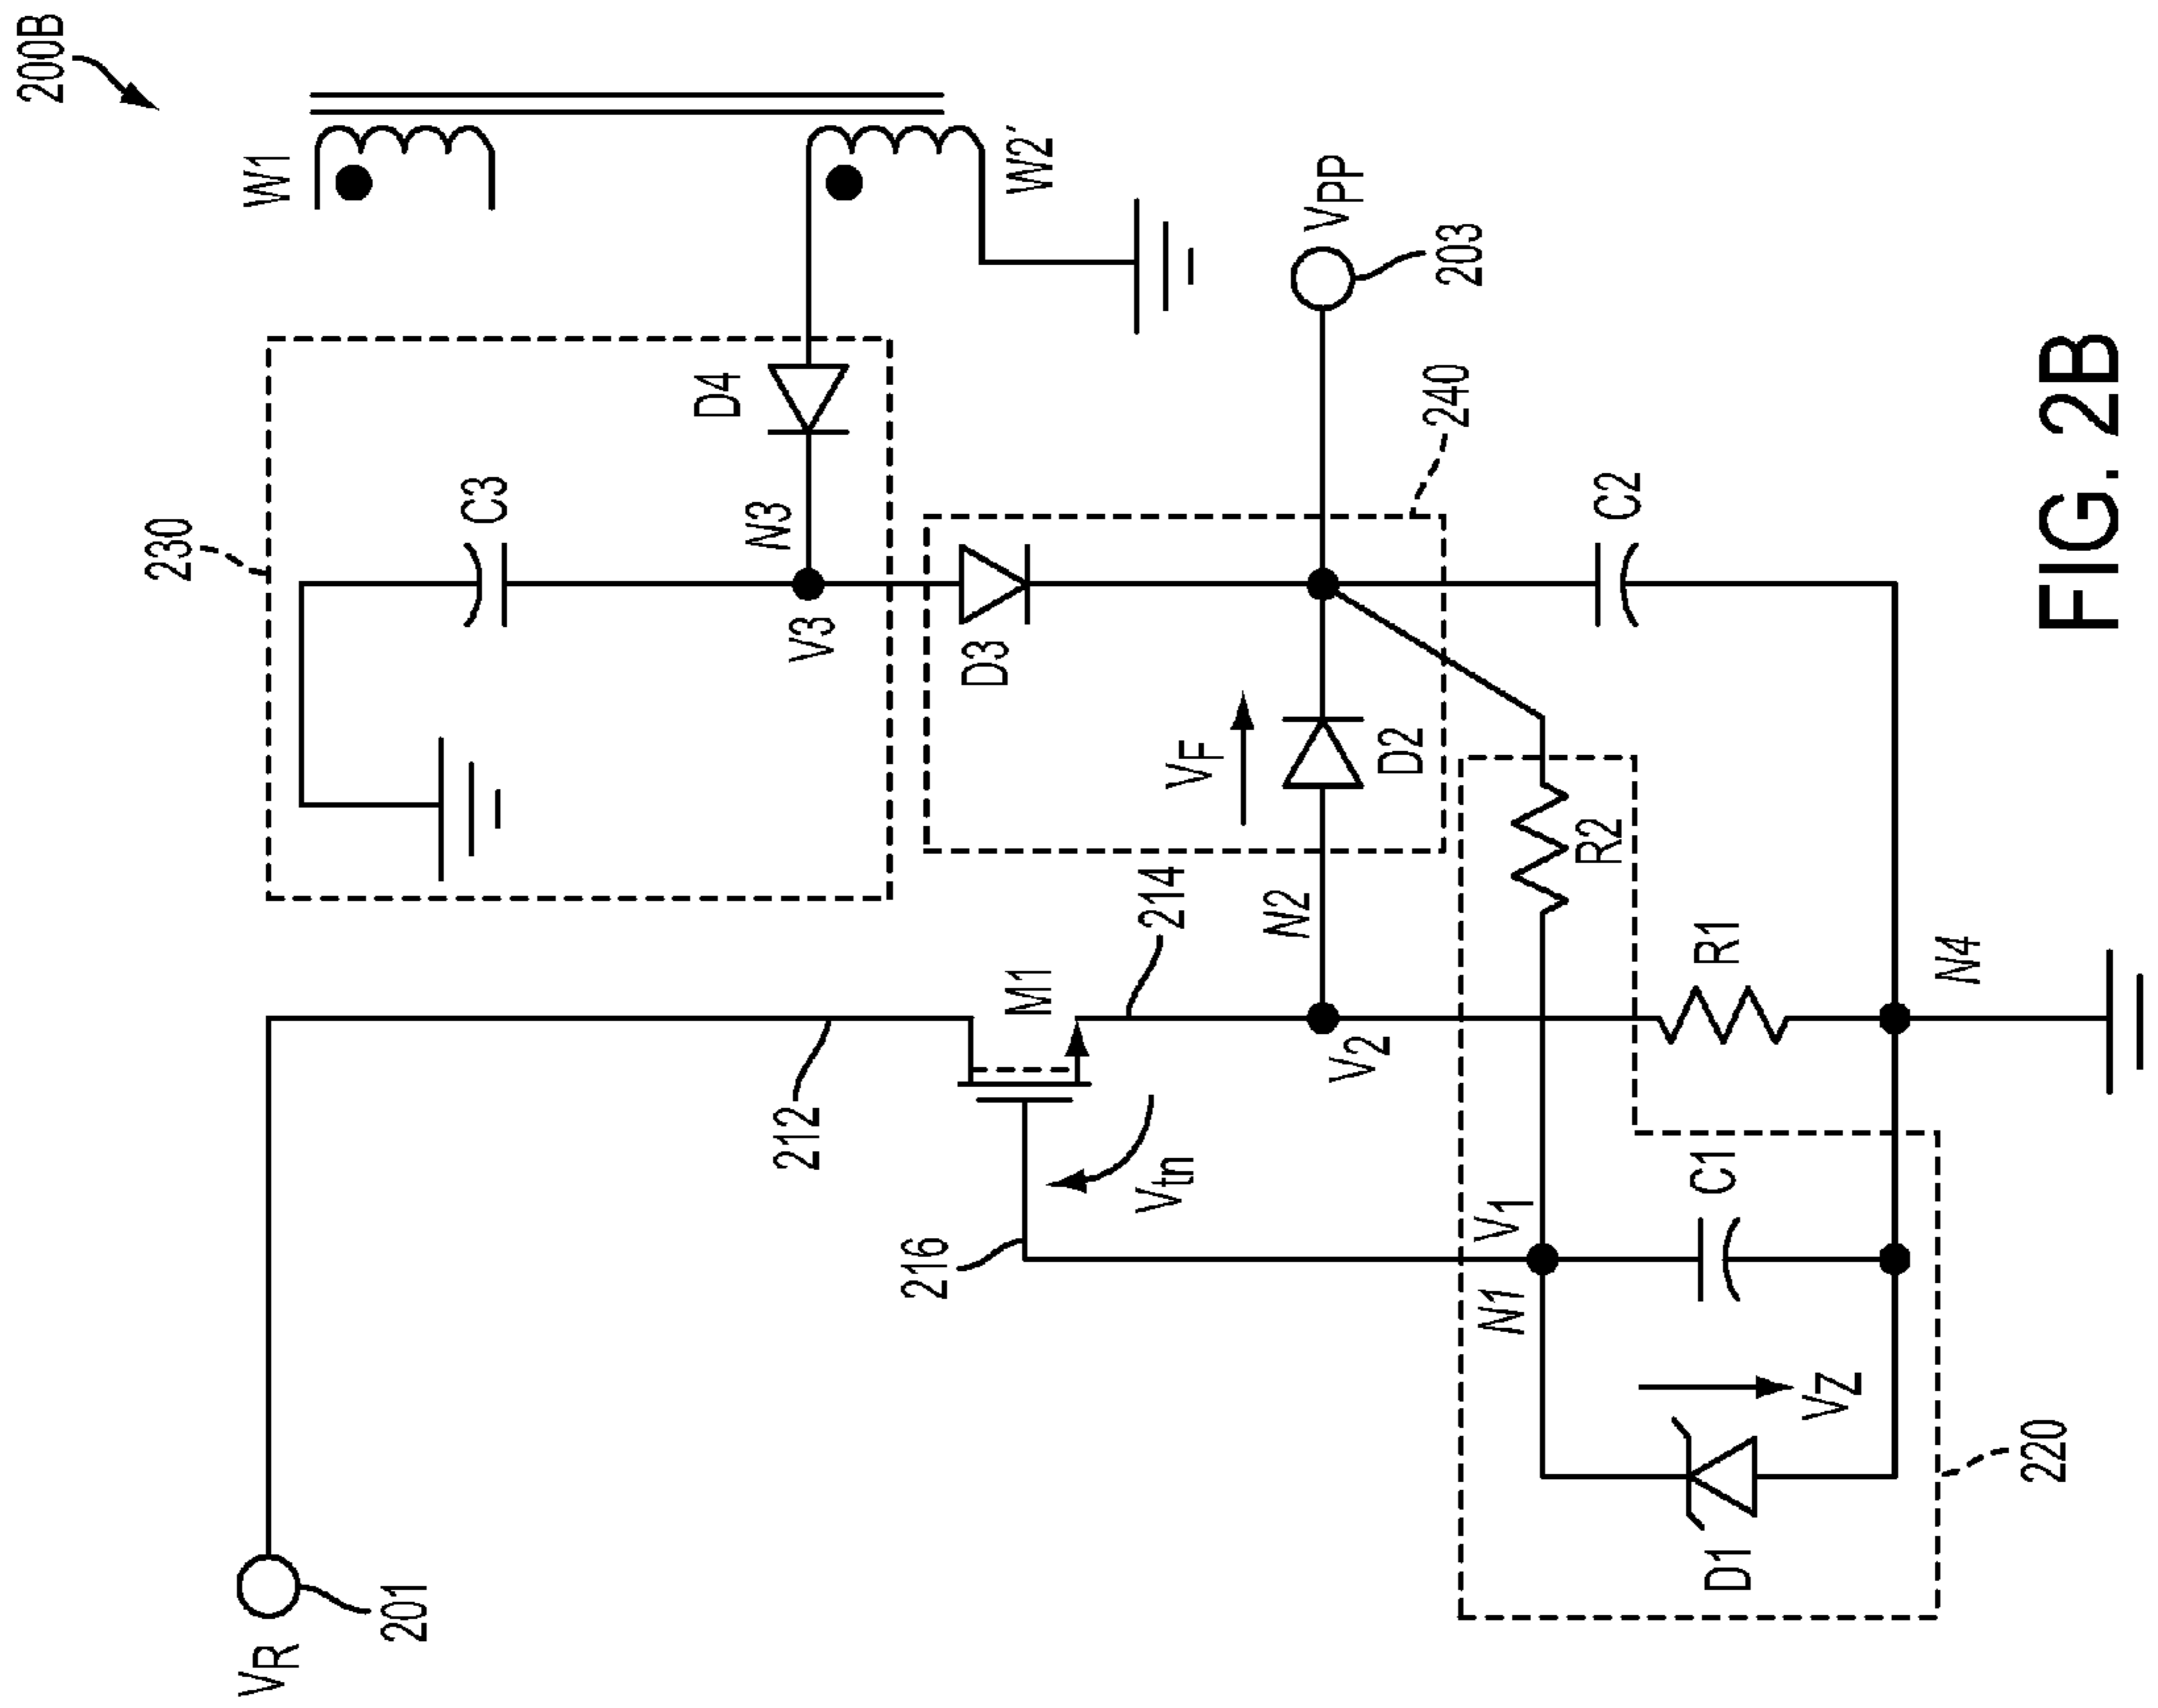 200B
W1
W2′
230
C3
D4
N3
V3
D3
VPP
203
240
VF
D2
C2
N2
R2
214
M1
212
V2
R1
N4
Vtn
216
V1
N1
C1
VZ
D1
220
VR
201
FIG. 2B